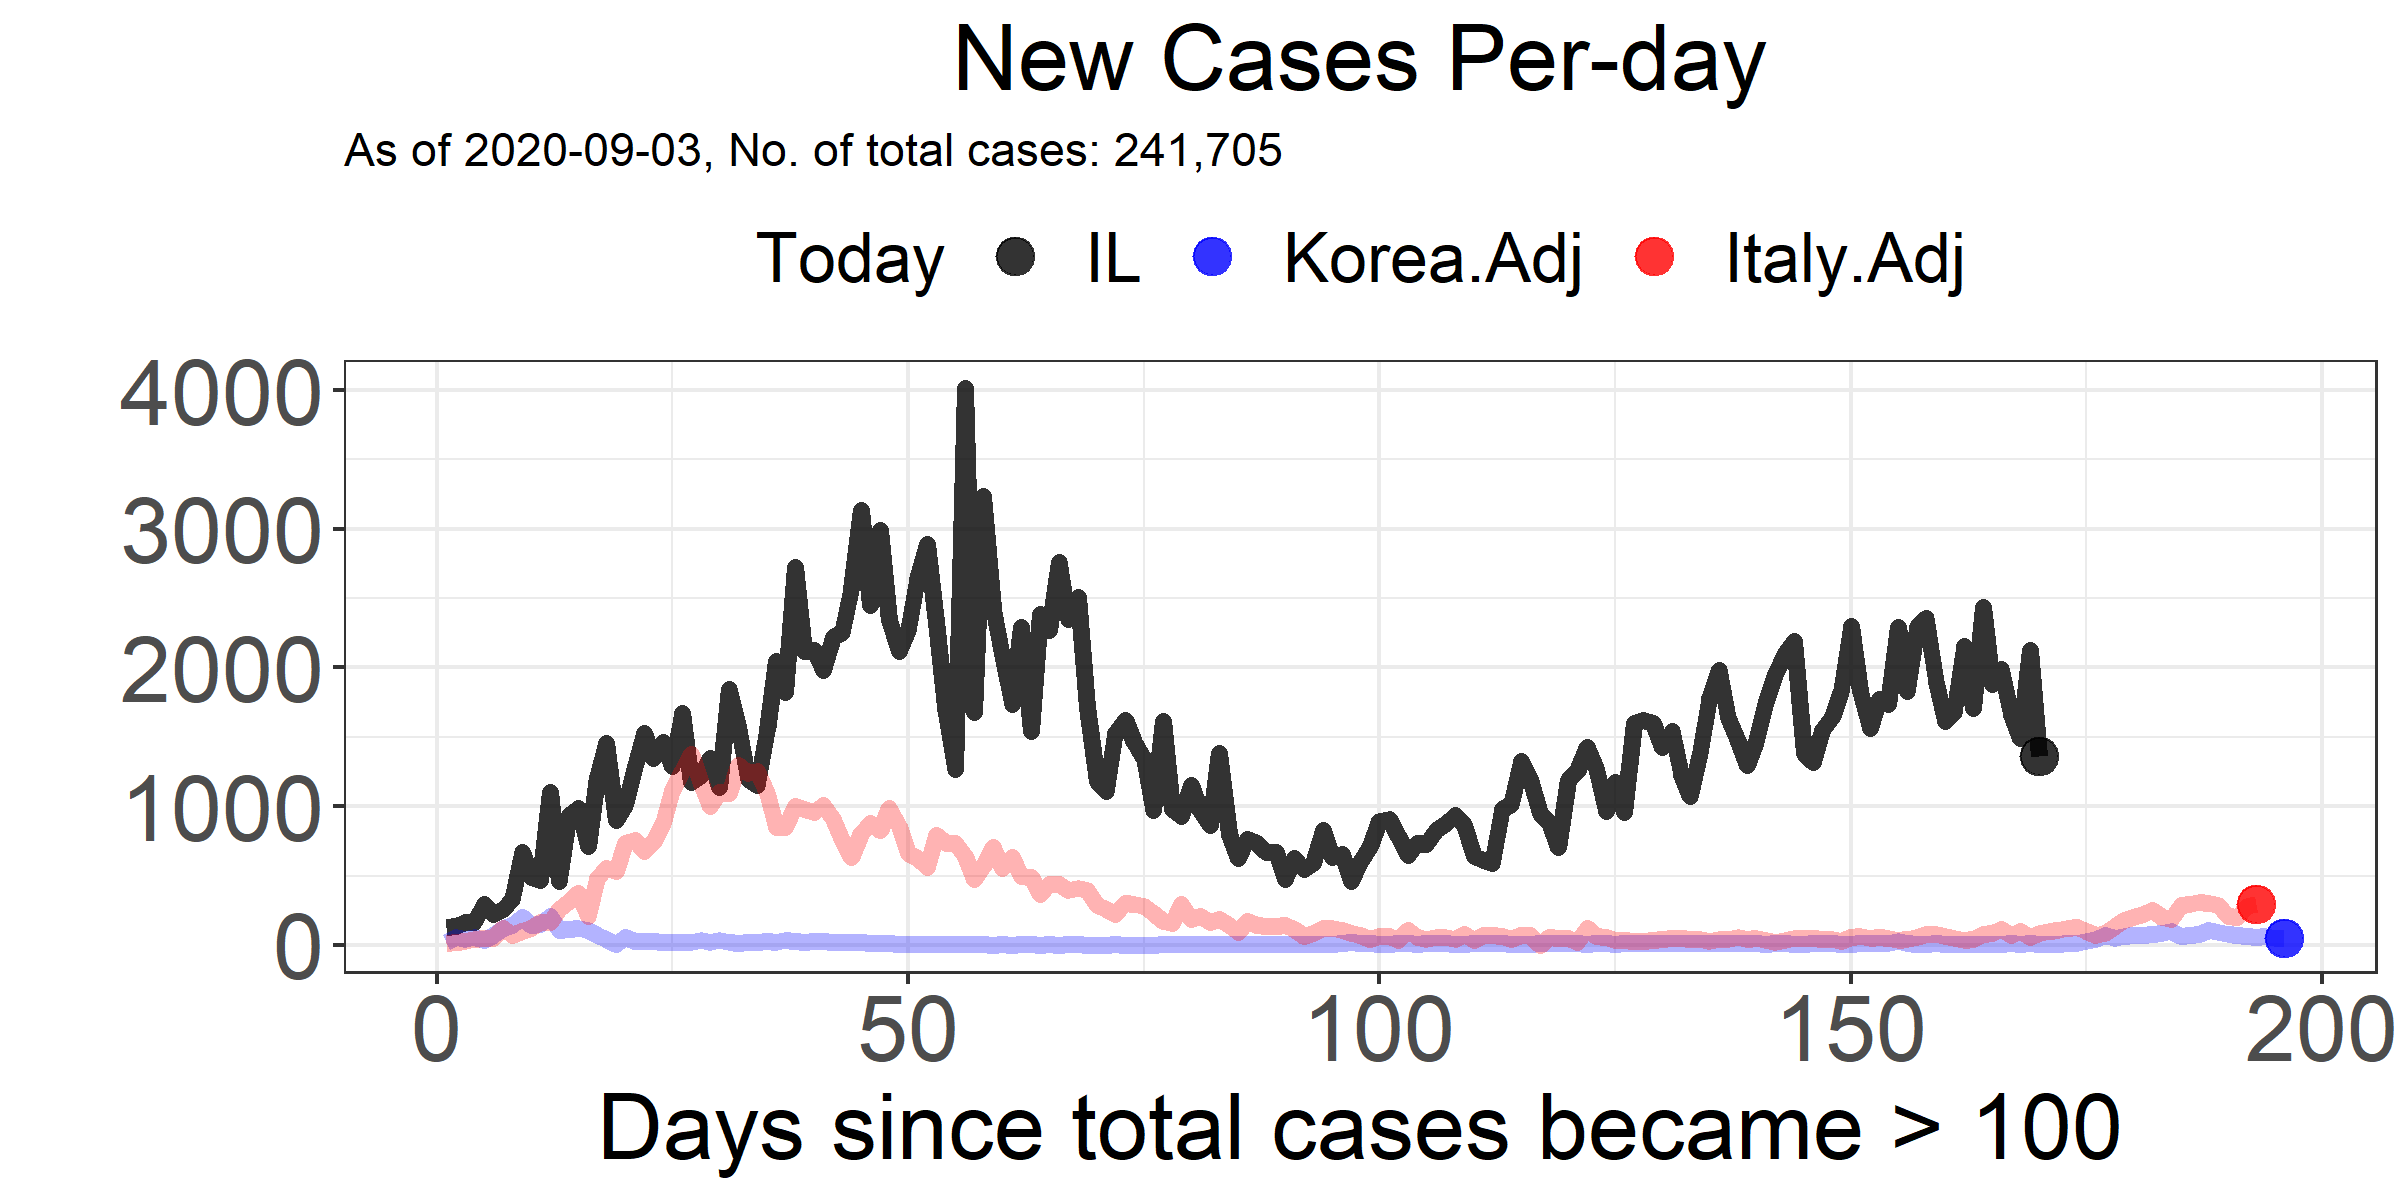 New Cases Per-day
As of 2020-09-03, No. of total cases: 241,705
Today IL Korea.Adj Italy.Adj
4000
3000
2000
1000
0
0 50 100 150 200
Days since total cases became > 100